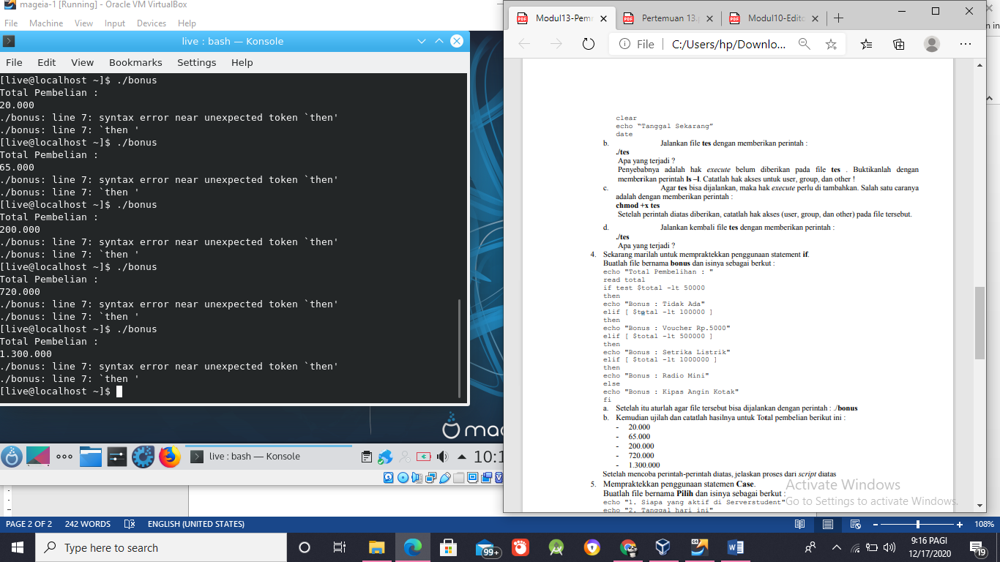 mageia-1 [Running] - Oracle VM VirtualBox
File Machine View Input Devices Help
live : bash — Konsole
File Edit View Bookmarks Settings Help
[live@localhost ~]$ ./bonus
Total Pembelian :
20.000
./bonus: line 7: syntax error near unexpected token `then'
./bonus: line 7: `then '
[live@localhost ~]$ ./bonus
Total Pembelian :
65.000
./bonus: line 7: syntax error near unexpected token `then'
./bonus: line 7: `then '
[live@localhost ~]$ ./bonus
Total Pembelian :
200.000
./bonus: line 7: syntax error near unexpected token `then'
./bonus: line 7: `then '
[live@localhost ~]$ ./bonus
Total Pembelian :
720.000
./bonus: line 7: syntax error near unexpected token `then'
./bonus: line 7: `then '
[live@localhost ~]$ ./bonus
Total Pembelian :
1.300.000
./bonus: line 7: syntax error near unexpected token `then'
./bonus: line 7: `then '
[live@localhost ~]$
live : bash — Konsole
Modul13-Pem
Pertemuan 13.
Modul10-Edito
File
C:/Users/hp/Downlo...
clear
echo “Tanggal Sekarang”
date
b. Jalankan file tes dengan memberikan perintah :
./tes
Apa yang terjadi ?
Penyebabnya adalah hak execute belum diberikan pada file tes . Buktikanlah dengan
memberikan perintah ls –l. Catatlah hak akses untuk user, group, dan other !
c. Agar tes bisa dijalankan, maka hak execute perlu di tambahkan. Salah satu caranya
adalah dengan memberikan perintah :
chmod +x tes
Setelah perintah diatas diberikan, catatlah hak akses (user, group, dan other) pada file tersebut.
d. Jalankan kembali file tes dengan memberikan perintah :
./tes
Apa yang terjadi ?
4. Sekarang marilah untuk mempraktekkan penggunaan statement if.
Buatlah file bernama bonus dan isinya sebagai berkut :
echo "Total Pembelihan : "
read total
if test $total -lt 50000
then
echo "Bonus : Tidak Ada"
elif [ $total -lt 100000 ]
then
echo "Bonus : Voucher Rp.5000"
elif [ $total -lt 500000 ]
then
echo "Bonus : Setrika Listrik"
elif [ $total -lt 1000000 ]
then
echo "Bonus : Radio Mini"
else
echo "Bonus : Kipas Angin Kotak"
fi
a. Setelah itu aturlah agar file tersebut bisa dijalankan dengan perintah : ./bonus
b. Kemudian ujilah dan catatlah hasilnya untuk Total pembelian berikut ini :
- 20.000
- 65.000
- 200.000
- 720.000
- 1.300.000
Setelah mencoba perintah-perintah diatas, jelaskan proses dari script diatas
5. Mempraktekkan penggunaan statemen Case.
Buatlah file bernama Pilih dan isinya sebagai berkut :
echo "1. Siapa yang aktif di Serverstudent"
echo "2. Tanggal hari ini"
Activate Windows
Go to Settings to activate Windows.
PAGE 2 OF 2 242 WORDS ENGLISH (UNITED STATES)
108%
Type here to search
99+
9:16 PAGI
12/17/2020
19